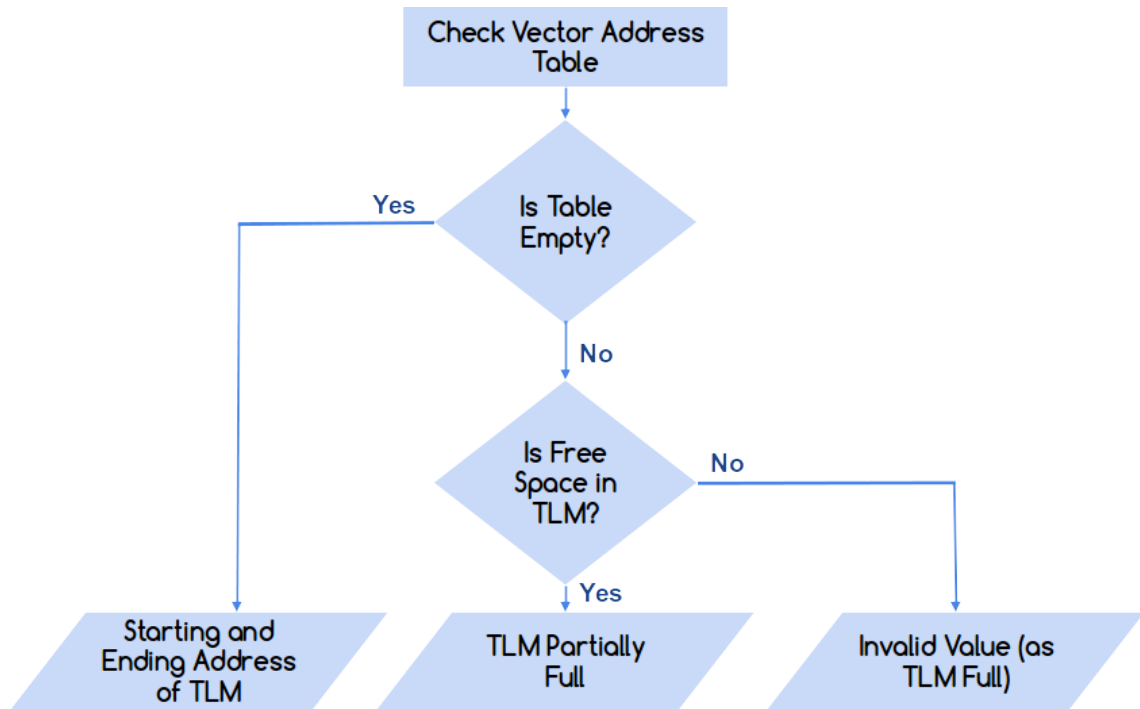 Check Vector Address
Table
Yes
Is Table
Empty?
No
Is Free
Space in
TLM?
No
Yes
Starting and
Ending Address
of TLM
TLM Partially
Full
Invalid Value (as
TLM Full)